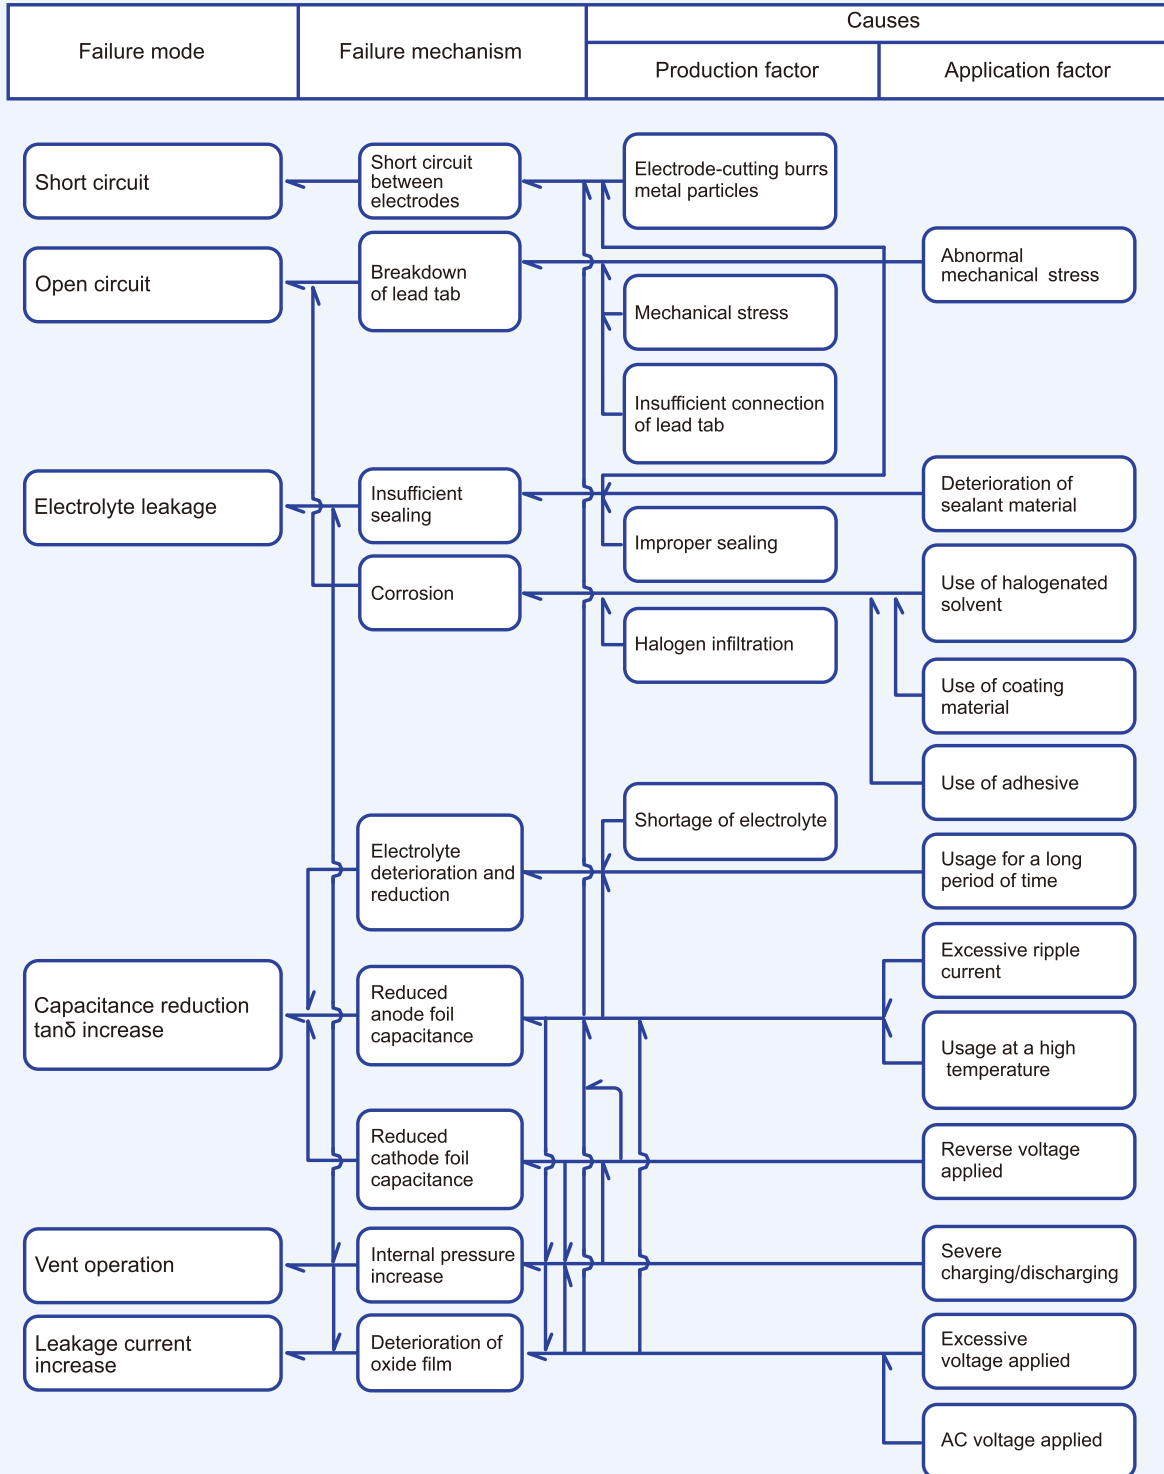 Failure mode
Failure mechanism
Causes
Production factor
Application factor
Short circuit
Short circuit
between
electrodes
Electrode-cutting burrs
metal particles
Open circuit
Breakdown
of lead tab
Abnormal
mechanical stress
Mechanical stress
Insufficient connection
of lead tab
Electrolyte leakage
Insufficient
sealing
Deterioration of
sealant material
Improper sealing
Corrosion
Use of halogenated
solvent
Halogen infiltration
Use of coating
material
Use of adhesive
Shortage of electrolyte
Electrolyte
deterioration and
reduction
Usage for a long
period of time
Excessive ripple
current
Capacitance reduction
tanδ increase
Reduced
anode foil
capacitance
Usage at a high
temperature
Reduced
cathode foil
capacitance
Reverse voltage
applied
Vent operation
Internal pressure
increase
Severe
charging/discharging
Leakage current
increase
Deterioration of
oxide film
Excessive
voltage applied
AC voltage applied